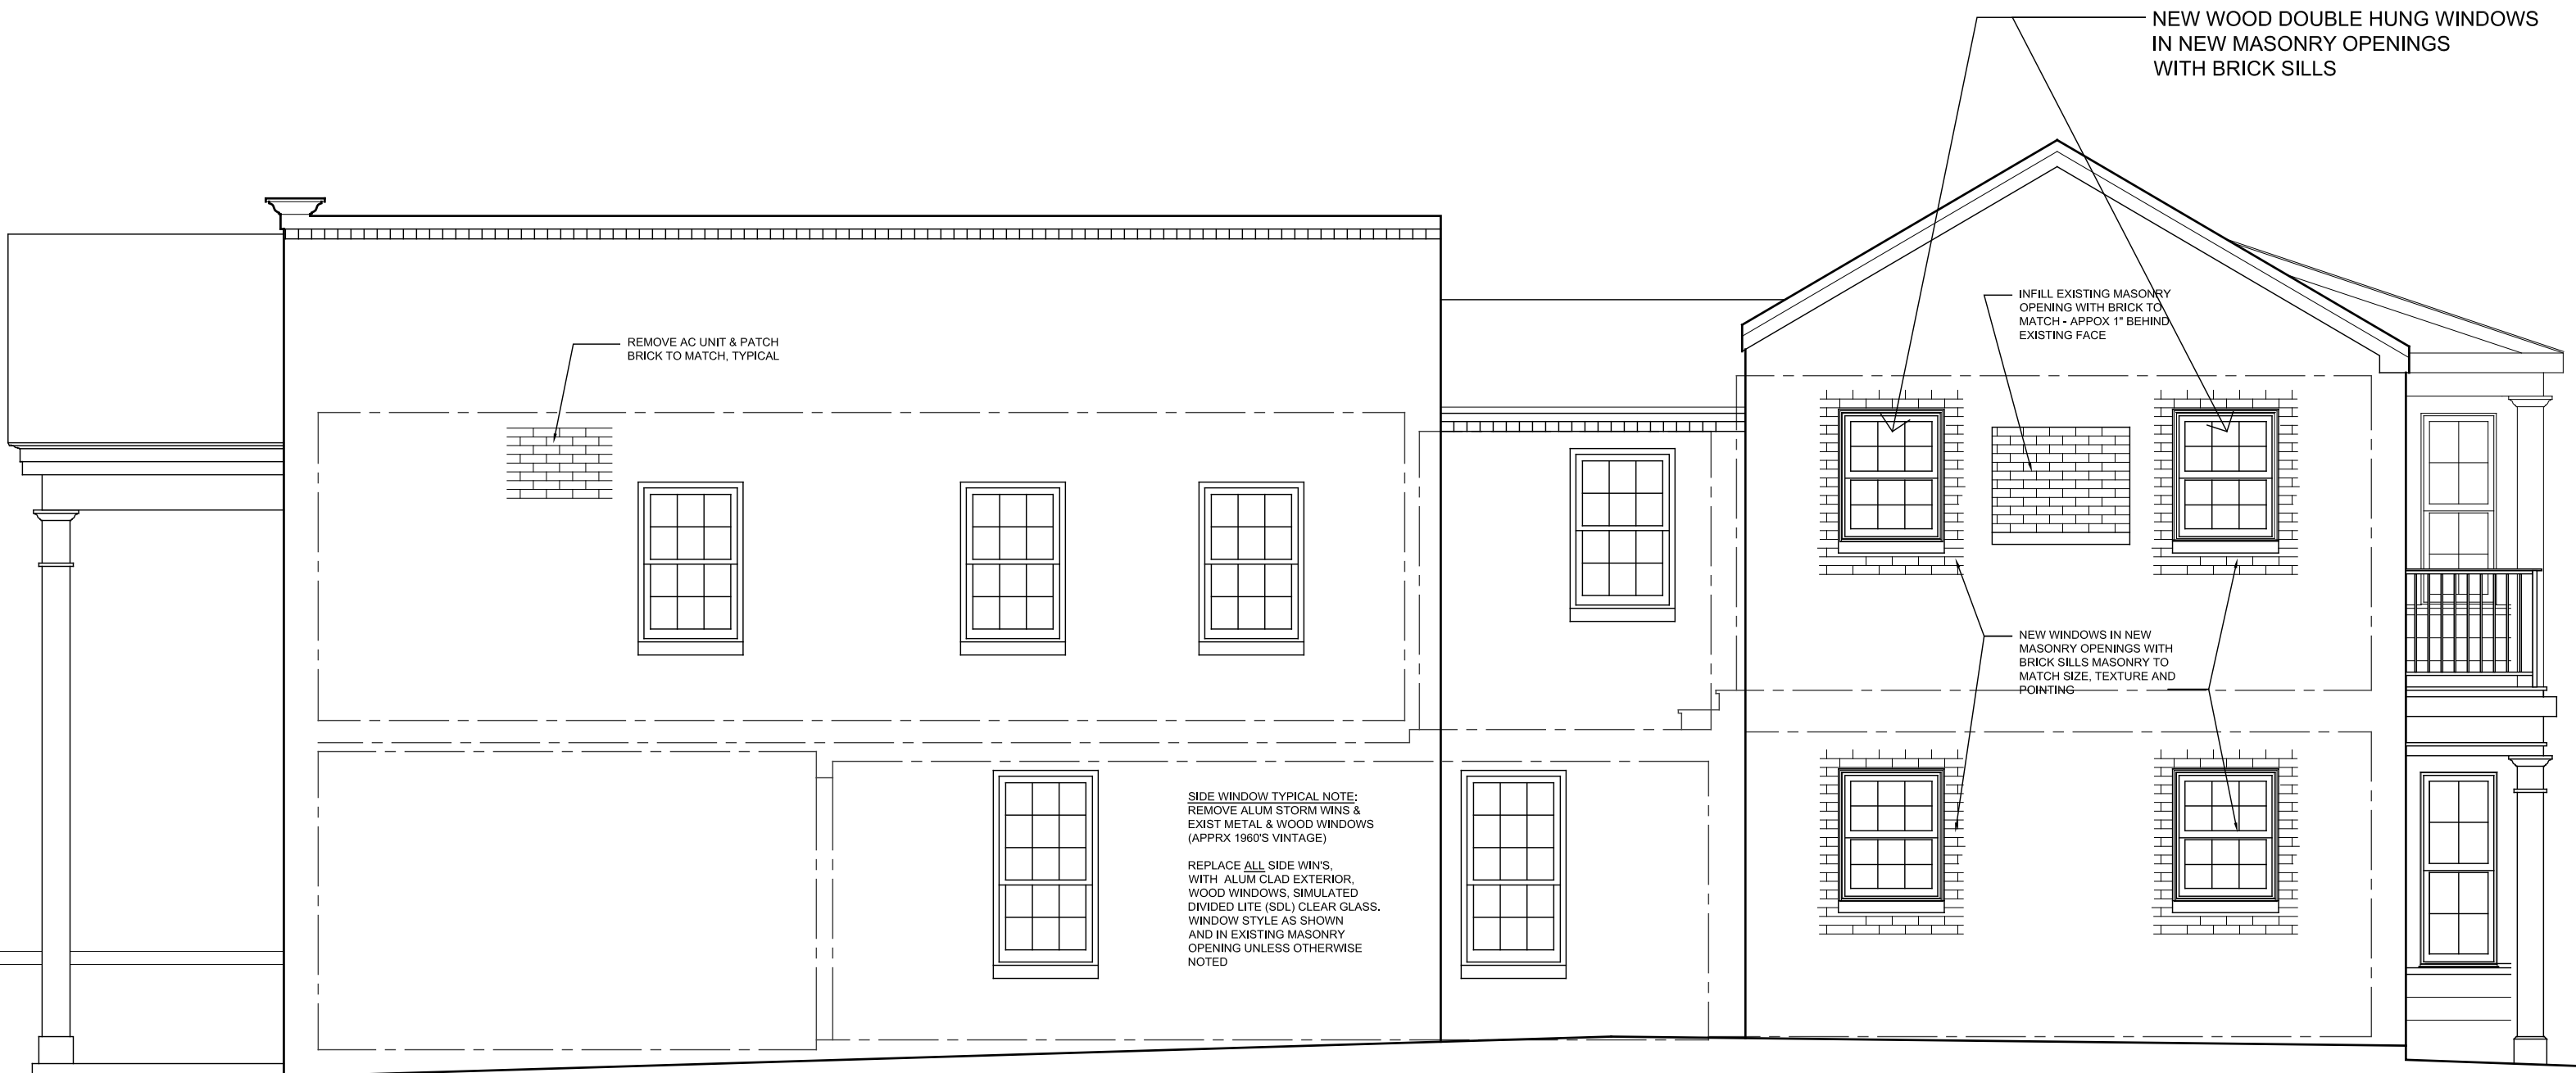 NEW WOOD DOUBLE HUNG WINDOWS
IN NEW MASONRY OPENINGS
WITH BRICK SILLS
REMOVE AC UNIT & PATCH
BRICK TO MATCH, TYPICAL
INFILL EXISTING MASONRY
OPENING WITH BRICK TO
MATCH - APPOX 1" BEHIND
EXISTING FACE
NEW WINDOWS IN NEW
MASONRY OPENINGS WITH
BRICK SILLS MASONRY TO
MATCH SIZE, TEXTURE AND
POINTING
SIDE WINDOW TYPICAL NOTE:
REMOVE ALUM STORM WINS &
EXIST METAL & WOOD WINDOWS
(APPRX 1960'S VINTAGE)
REPLACE ALL SIDE WIN'S,
WITH ALUM CLAD EXTERIOR,
WOOD WINDOWS, SIMULATED
DIVIDED LITE (SDL) CLEAR GLASS.
WINDOW STYLE AS SHOWN
AND IN EXISTING MASONRY
OPENING UNLESS OTHERWISE
NOTED